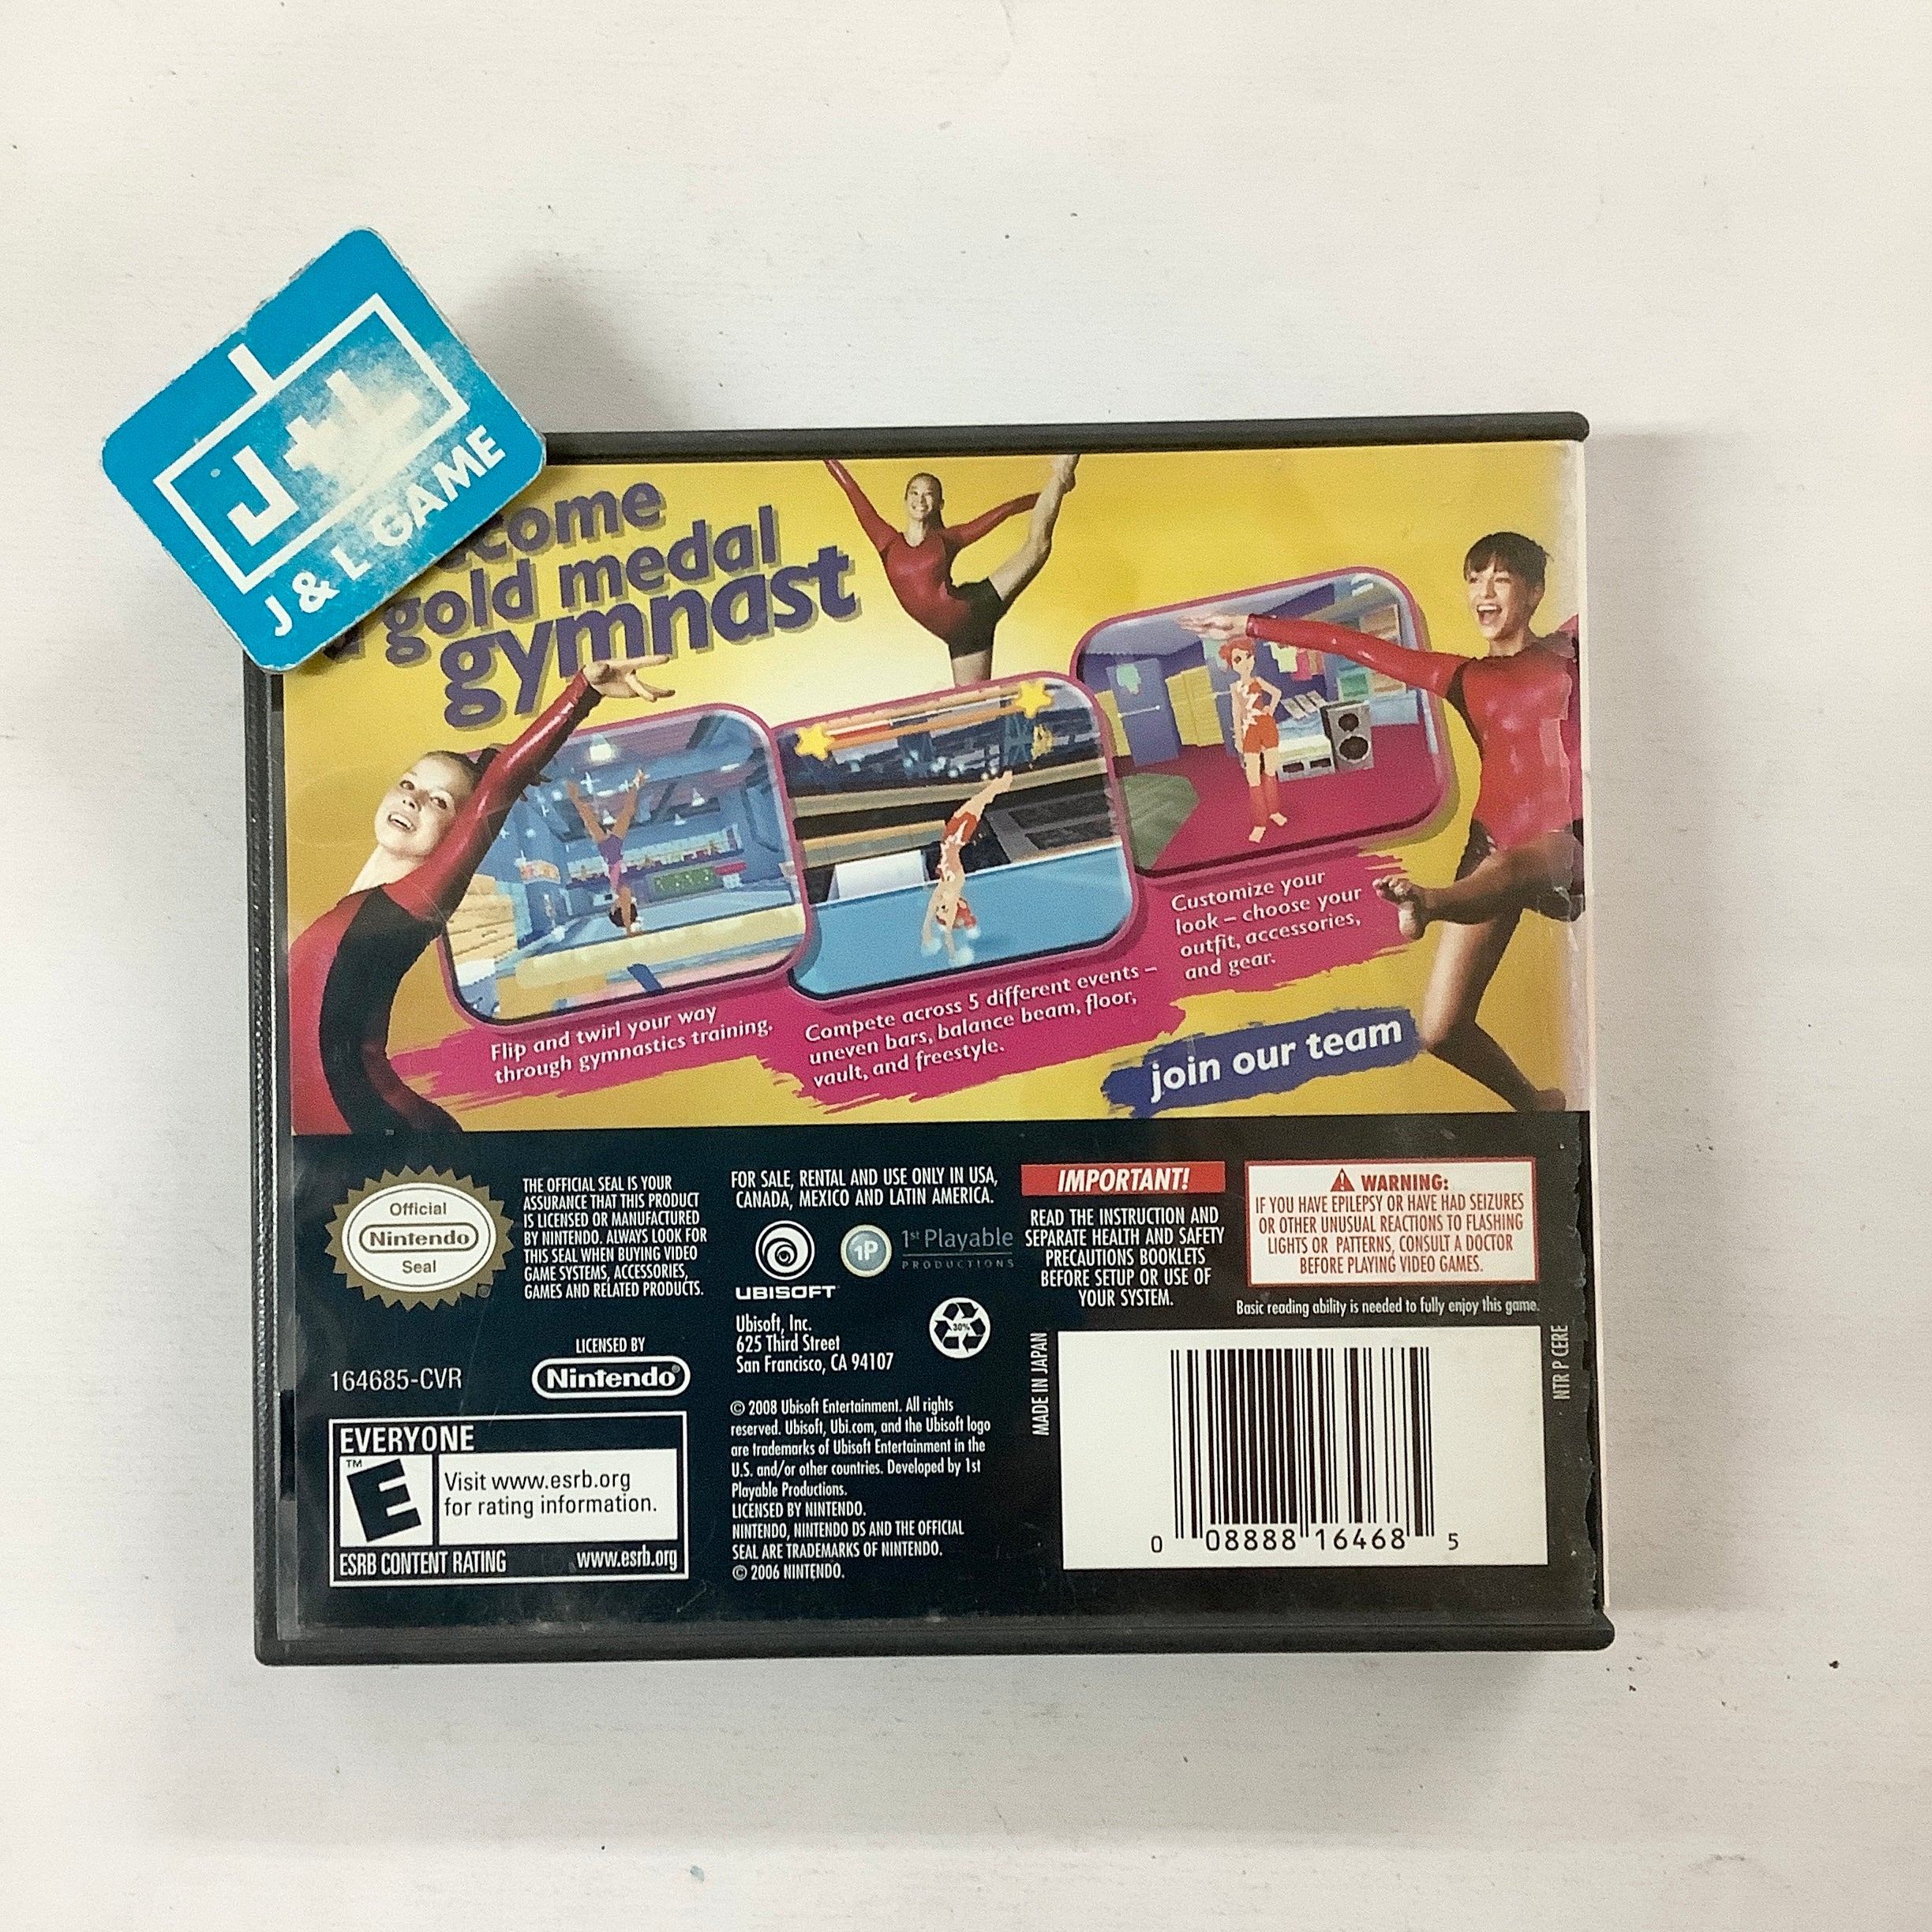 J+L
J & L GAME
gold medal
gymnast
Flip and twirl your way
through gymnastics training.
Compete across 5 different events –
uneven bars, balance beam, floor,
vault, and freestyle.
Customize your
look – choose your
outfit, accessories,
and gear.
join our team
Official
Nintendo
Seal
THE OFFICIAL SEAL IS YOUR
ASSURANCE THAT THIS PRODUCT
IS LICENSED OR MANUFACTURED
BY NINTENDO. ALWAYS LOOK FOR
THIS SEAL WHEN BUYING VIDEO
GAME SYSTEMS, ACCESSORIES,
GAMES AND RELATED PRODUCTS.
164685-CVR
LICENSED BY
Nintendo®
EVERYONE
TM
E
Visit www.esrb.org
for rating information.
ESRB CONTENT RATING www.esrb.org
FOR SALE, RENTAL AND USE ONLY IN USA,
CANADA, MEXICO AND LATIN AMERICA.
UBISOFT
1P
1st Playable
PRODUCTIONS
Ubisoft, Inc.
625 Third Street
San Francisco, CA 94107
30%
© 2008 Ubisoft Entertainment. All rights
reserved. Ubisoft, Ubi.com, and the Ubisoft logo
are trademarks of Ubisoft Entertainment in the
U.S. and/or other countries. Developed by 1st
Playable Productions.
LICENSED BY NINTENDO.
NINTENDO, NINTENDO DS AND THE OFFICIAL
SEAL ARE TRADEMARKS OF NINTENDO.
© 2006 NINTENDO.
IMPORTANT!
READ THE INSTRUCTION AND
SEPARATE HEALTH AND SAFETY
PRECAUTIONS BOOKLETS
BEFORE SETUP OR USE OF
YOUR SYSTEM.
WARNING:
IF YOU HAVE EPILEPSY OR HAVE HAD SEIZURES
OR OTHER UNUSUAL REACTIONS TO FLASHING
LIGHTS OR PATTERNS, CONSULT A DOCTOR
BEFORE PLAYING VIDEO GAMES.
Basic reading ability is needed to fully enjoy this game.
MADE IN JAPAN
NTR P CERE
0 08888 16468 5